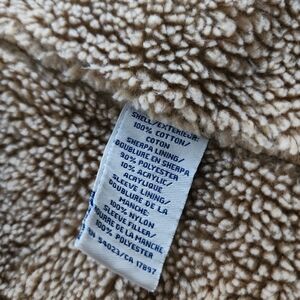 SHELL/EXTERIEUR:
100% COTTON/
COTON
SHERPA LINING/
DOUBLURE EN SHERPA
90% POLYESTER
10% ACRYLIC/
ACRYLIQUE
SLEEVE LINING/
DOUBLURE DE LA
MANCHE:
100% NYLON
SLEEVE FILLER/
DE LA MANCHE
100% POLYESTER
RN 54023/CA 17897